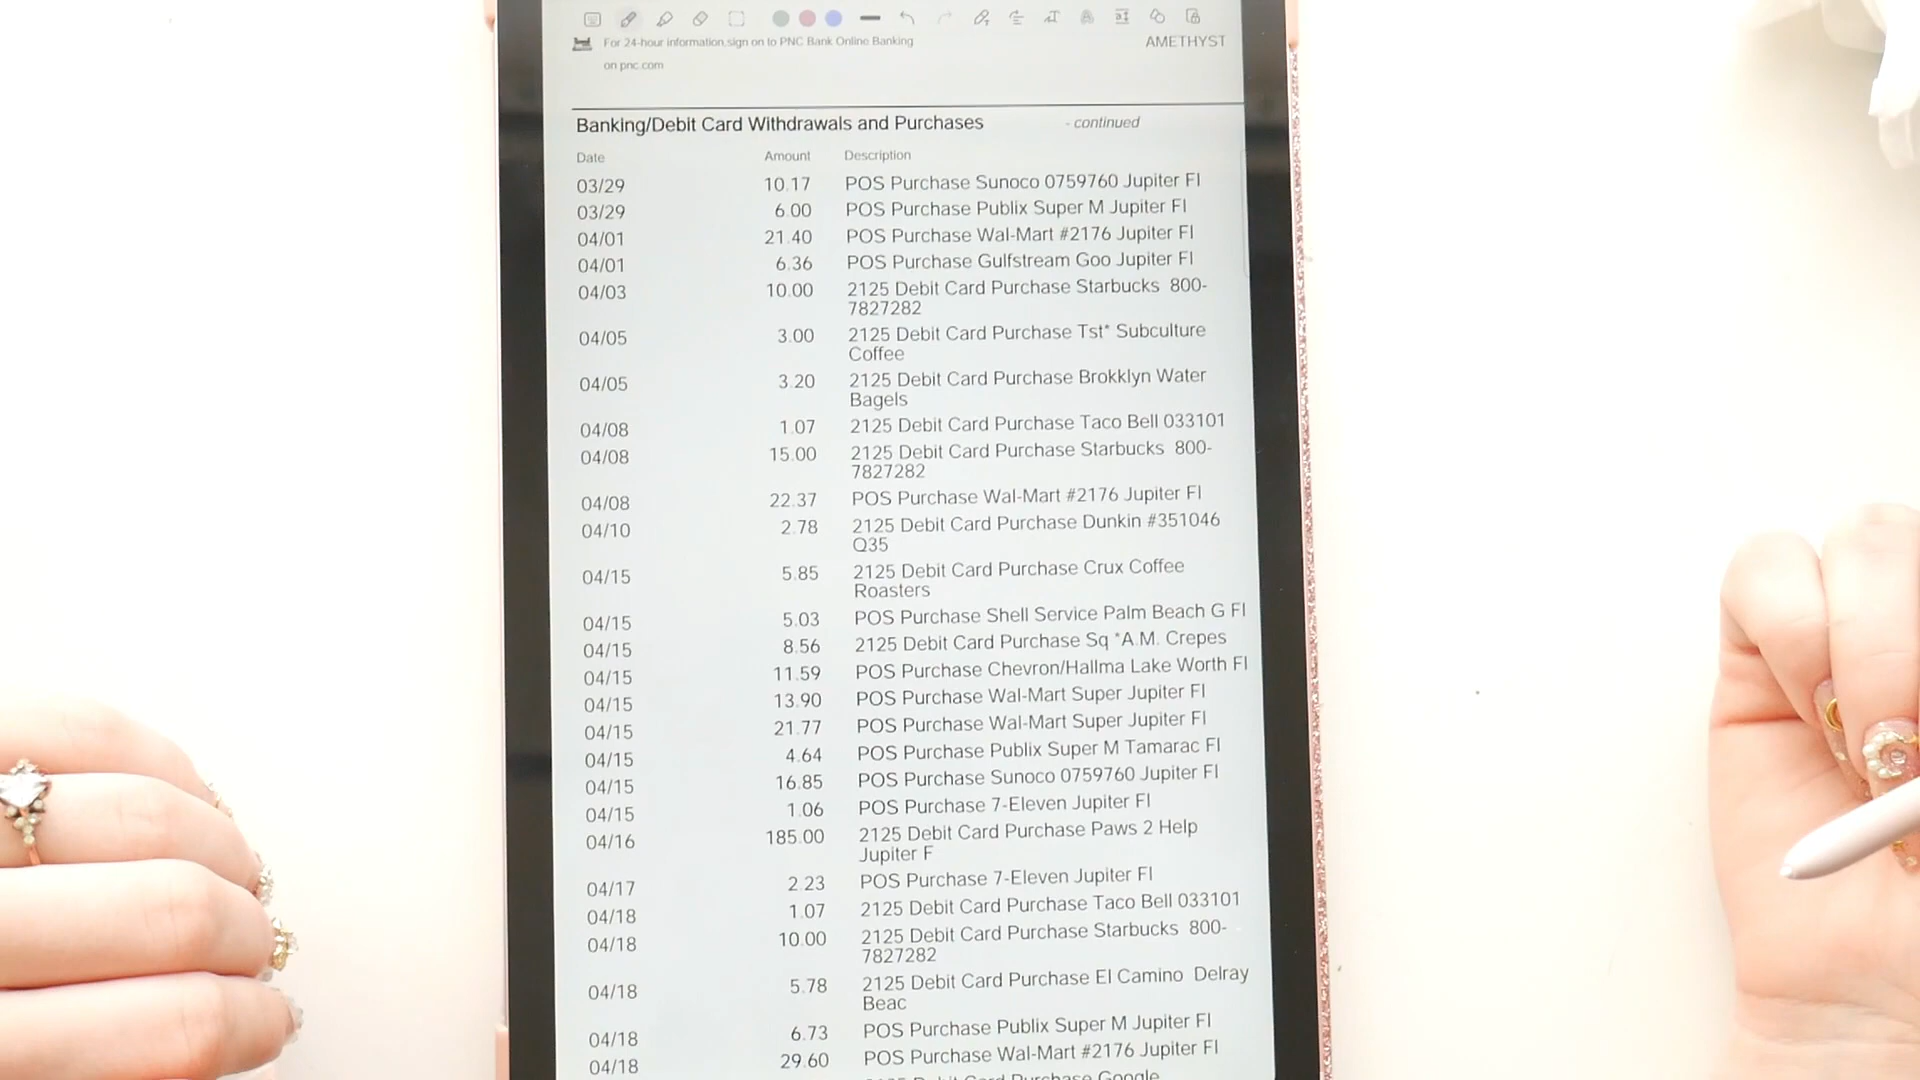 For 24-hour information, sign on to PNC Bank Online Banking
on pnc.com
AMETHYST
Banking/Debit Card Withdrawals and Purchases - continued
Date Amount Description
03/29 10.17 POS Purchase Sunoco 0759760 Jupiter Fl
03/29 6.00 POS Purchase Publix Super M Jupiter Fl
04/01 21.40 POS Purchase Wal-Mart #2176 Jupiter Fl
04/01 6.36 POS Purchase Gulfstream Goo Jupiter Fl
04/03 10.00 2125 Debit Card Purchase Starbucks 800-
7827282
04/05 3.00 2125 Debit Card Purchase Tst* Subculture
Coffee
04/05 3.20 2125 Debit Card Purchase Brokklyn Water
Bagels
04/08 1.07 2125 Debit Card Purchase Taco Bell 033101
04/08 15.00 2125 Debit Card Purchase Starbucks 800-
7827282
04/08 22.37 POS Purchase Wal-Mart #2176 Jupiter Fl
04/10 2.78 2125 Debit Card Purchase Dunkin #351046
Q35
04/15 5.85 2125 Debit Card Purchase Crux Coffee
Roasters
04/15 5.03 POS Purchase Shell Service Palm Beach G Fl
04/15 8.56 2125 Debit Card Purchase Sq *A.M. Crepes
04/15 11.59 POS Purchase Chevron/Hallma Lake Worth Fl
04/15 13.90 POS Purchase Wal-Mart Super Jupiter Fl
04/15 21.77 POS Purchase Wal-Mart Super Jupiter Fl
04/15 4.64 POS Purchase Publix Super M Tamarac Fl
04/15 16.85 POS Purchase Sunoco 0759760 Jupiter Fl
04/15 1.06 POS Purchase 7-Eleven Jupiter Fl
04/16 185.00 2125 Debit Card Purchase Paws 2 Help
Jupiter F
04/17 2.23 POS Purchase 7-Eleven Jupiter Fl
04/18 1.07 2125 Debit Card Purchase Taco Bell 033101
04/18 10.00 2125 Debit Card Purchase Starbucks 800-
7827282
04/18 5.78 2125 Debit Card Purchase El Camino Delray
Beac
04/18 6.73 POS Purchase Publix Super M Jupiter Fl
04/18 29.60 POS Purchase Wal-Mart #2176 Jupiter Fl
Debit Card Purchase Google